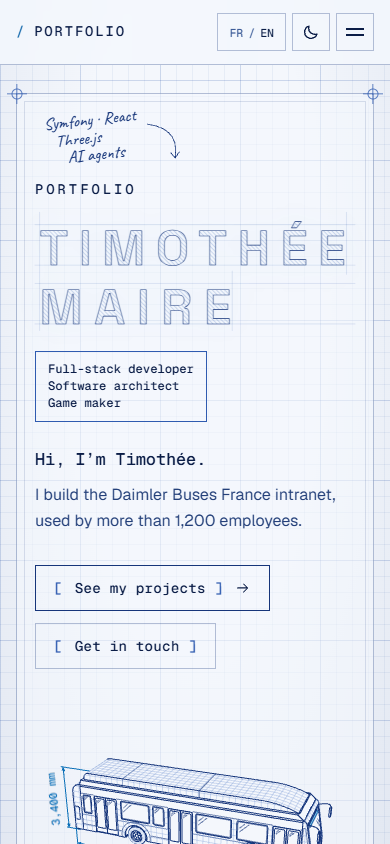 / PORTFOLIO
FR / EN
Symfony · React
Three.js
AI agents
PORTFOLIO
TIMOTHÉE
MAIRE
Full-stack developer
Software architect
Game maker
Hi, I’m Timothée.
I build the Daimler Buses France intranet,
used by more than 1,200 employees.
[ See my projects ] →
[ Get in touch ]
3,400 mm